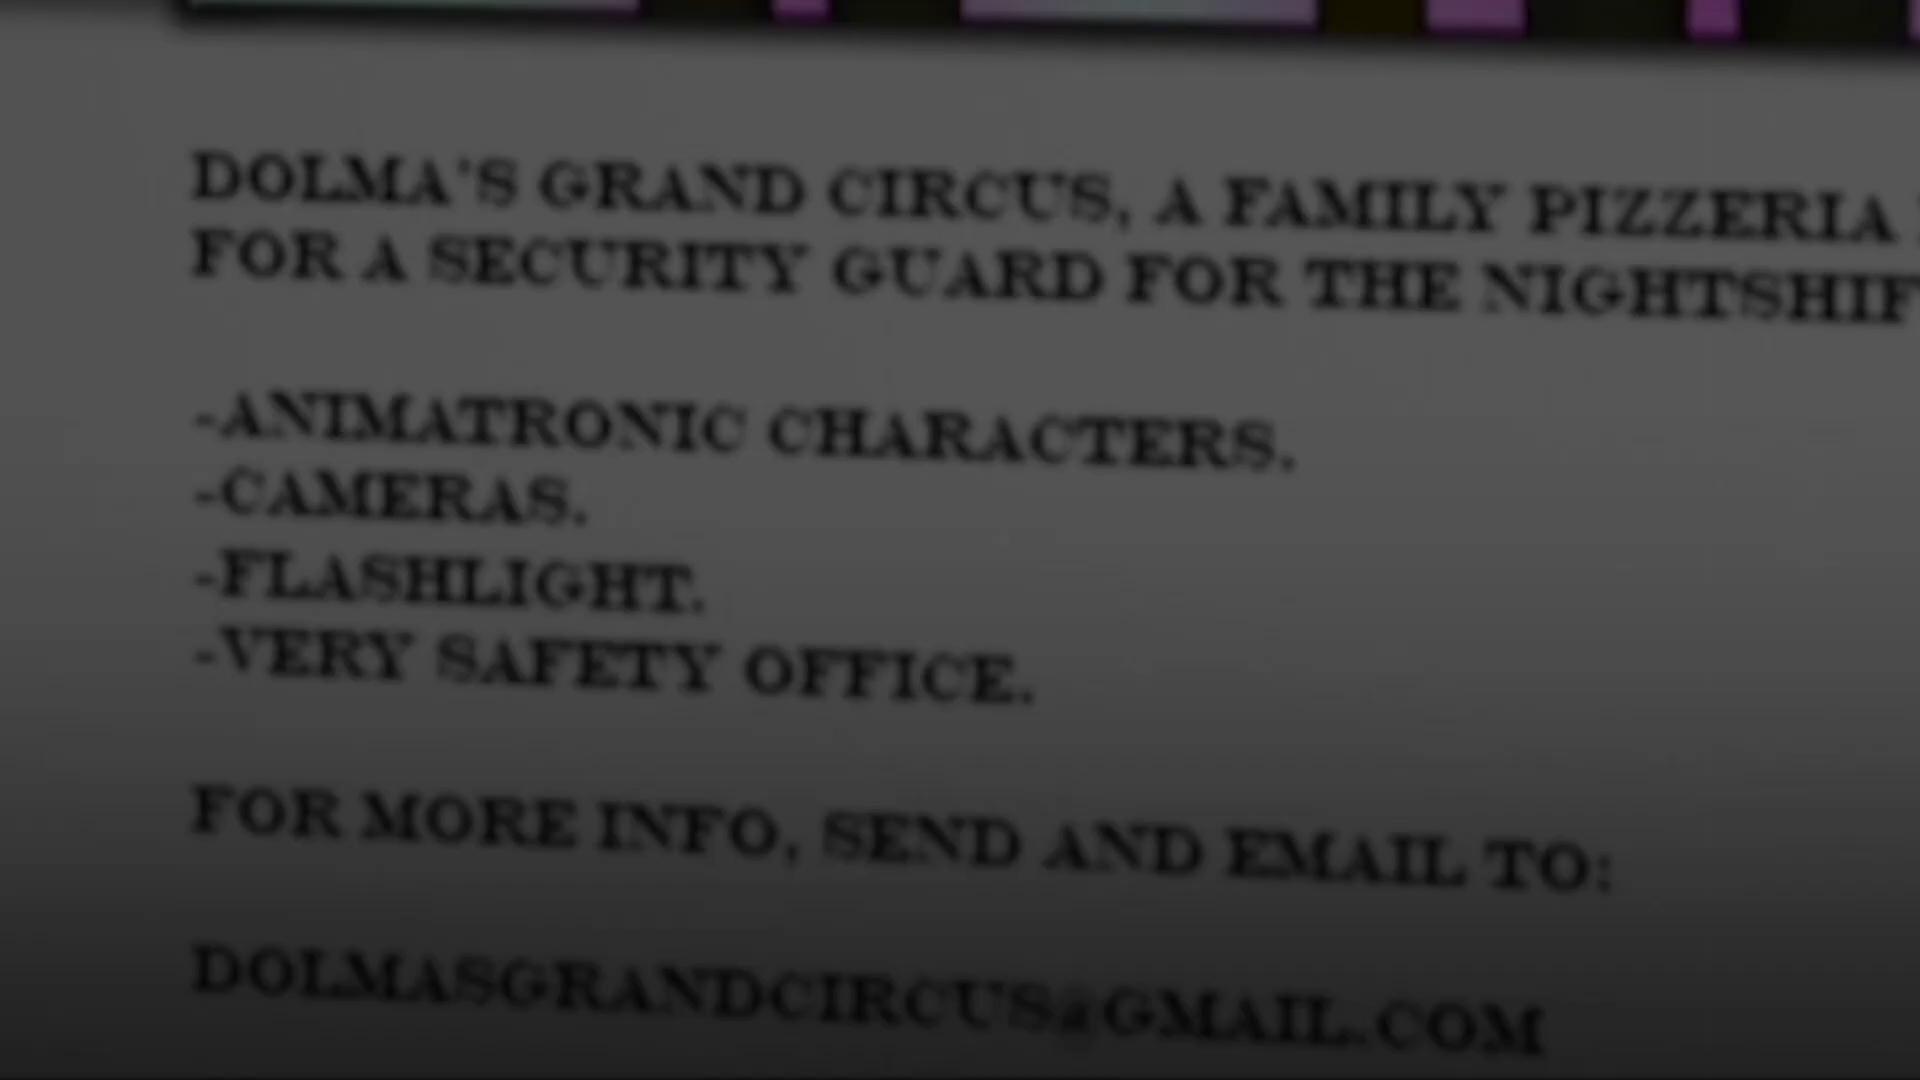 DOLMA'S GRAND CIRCUS, A FAMILY PIZZERIA
FOR A SECURITY GUARD FOR THE NIGHTSHIF
-ANIMATRONIC CHARACTERS.
-CAMERAS.
-FLASHLIGHT.
-VERY SAFETY OFFICE.
FOR MORE INFO, SEND AND EMAIL TO:
DOLMASGRANDCIRCUS@GMAIL.COM